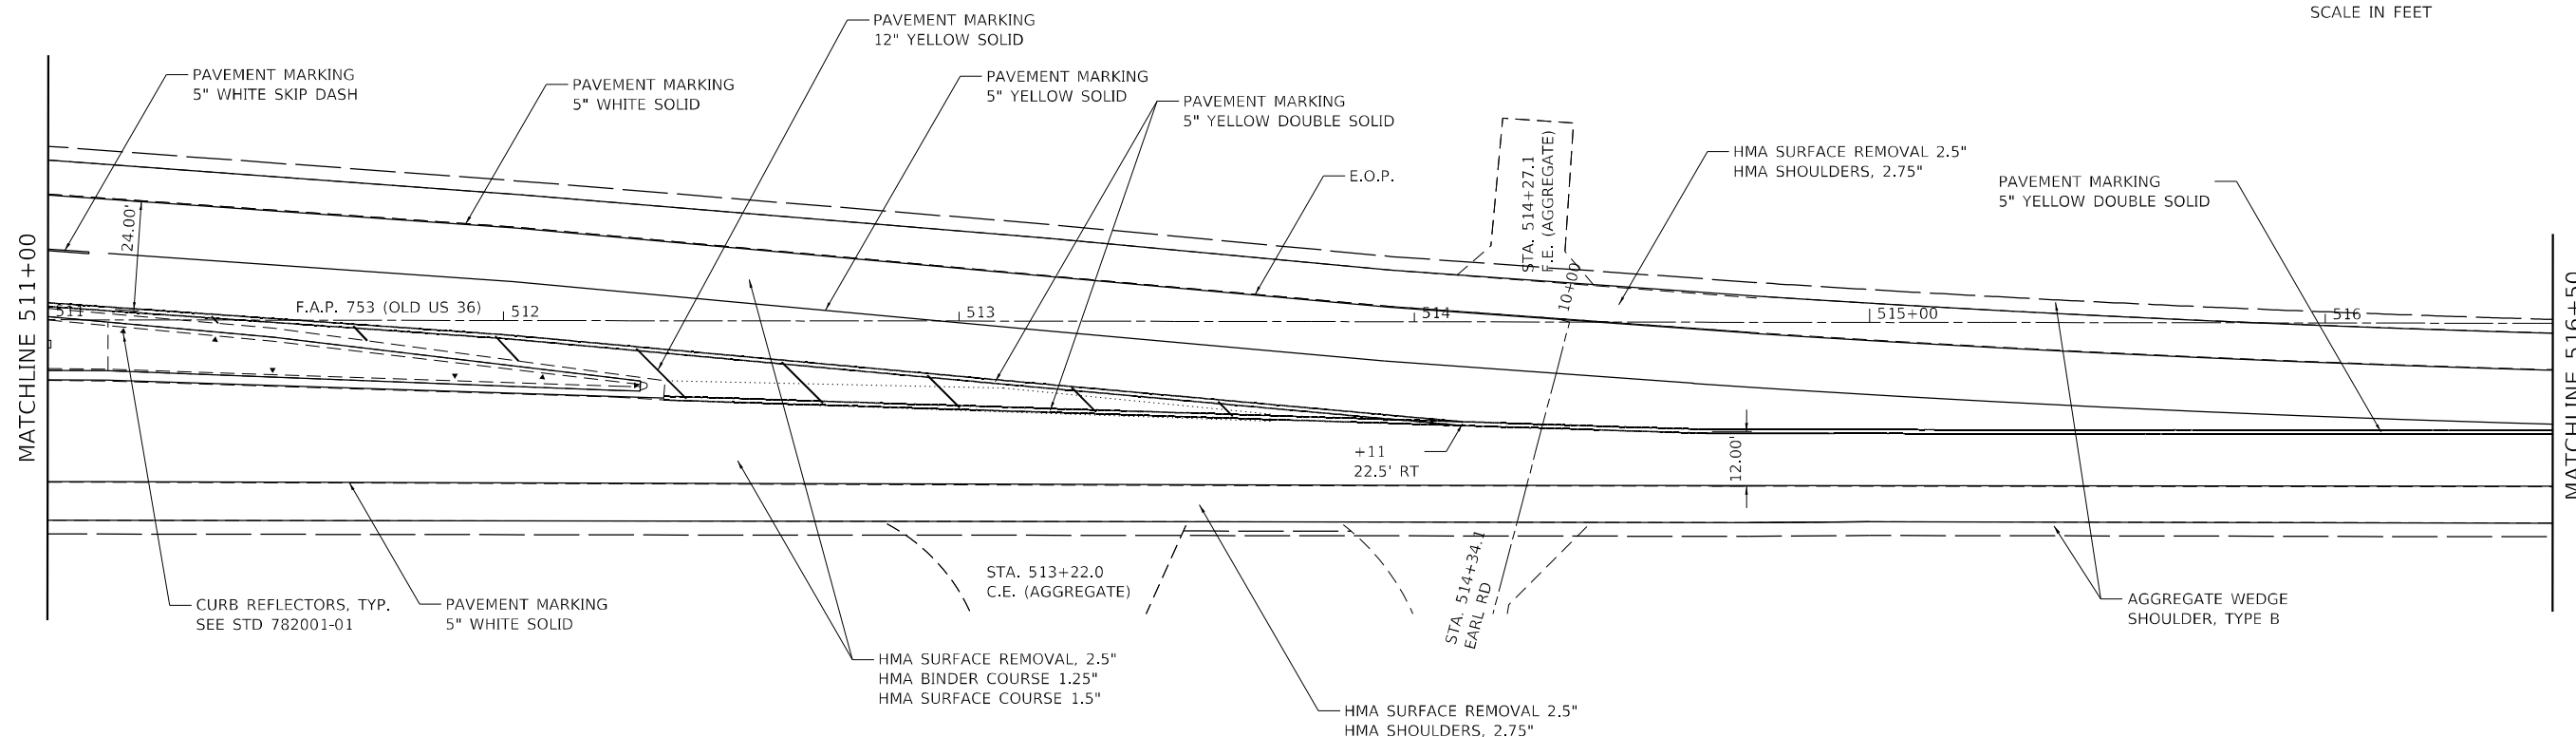 SCALE IN FEET
PAVEMENT MARKING
12" YELLOW SOLID
PAVEMENT MARKING
5" WHITE SKIP DASH
PAVEMENT MARKING
5" WHITE SOLID
PAVEMENT MARKING
5" YELLOW SOLID
PAVEMENT MARKING
5" YELLOW DOUBLE SOLID
E.O.P.
STA. 514+27.1
F.E. (AGGREGATE)
HMA SURFACE REMOVAL 2.5"
HMA SHOULDERS, 2.75"
PAVEMENT MARKING
5" YELLOW DOUBLE SOLID
MATCHLINE 511+00
24.00'
F.A.P. 753 (OLD US 36)
511
512
513
514
10+00
515+00
516
MATCHLINE 516+50
+11
22.5' RT
12.00'
STA. 513+22.0
C.E. (AGGREGATE)
STA. 514+34.1
EARL RD
CURB REFLECTORS, TYP.
SEE STD 782001-01
PAVEMENT MARKING
5" WHITE SOLID
HMA SURFACE REMOVAL, 2.5"
HMA BINDER COURSE 1.25"
HMA SURFACE COURSE 1.5"
HMA SURFACE REMOVAL 2.5"
HMA SHOULDERS, 2.75"
AGGREGATE WEDGE
SHOULDER, TYPE B